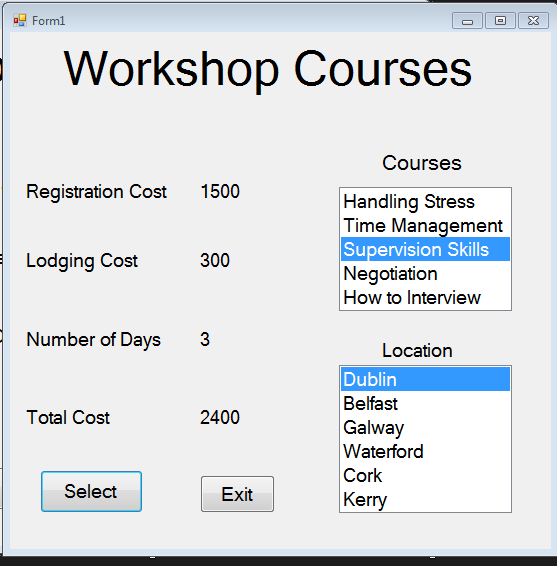 Form1
Workshop Courses
Registration Cost 1500
Lodging Cost 300
Number of Days 3
Total Cost 2400
Select Exit
Courses
Handling Stress
Time Management
Supervision Skills
Negotiation
How to Interview
Location
Dublin
Belfast
Galway
Waterford
Cork
Kerry